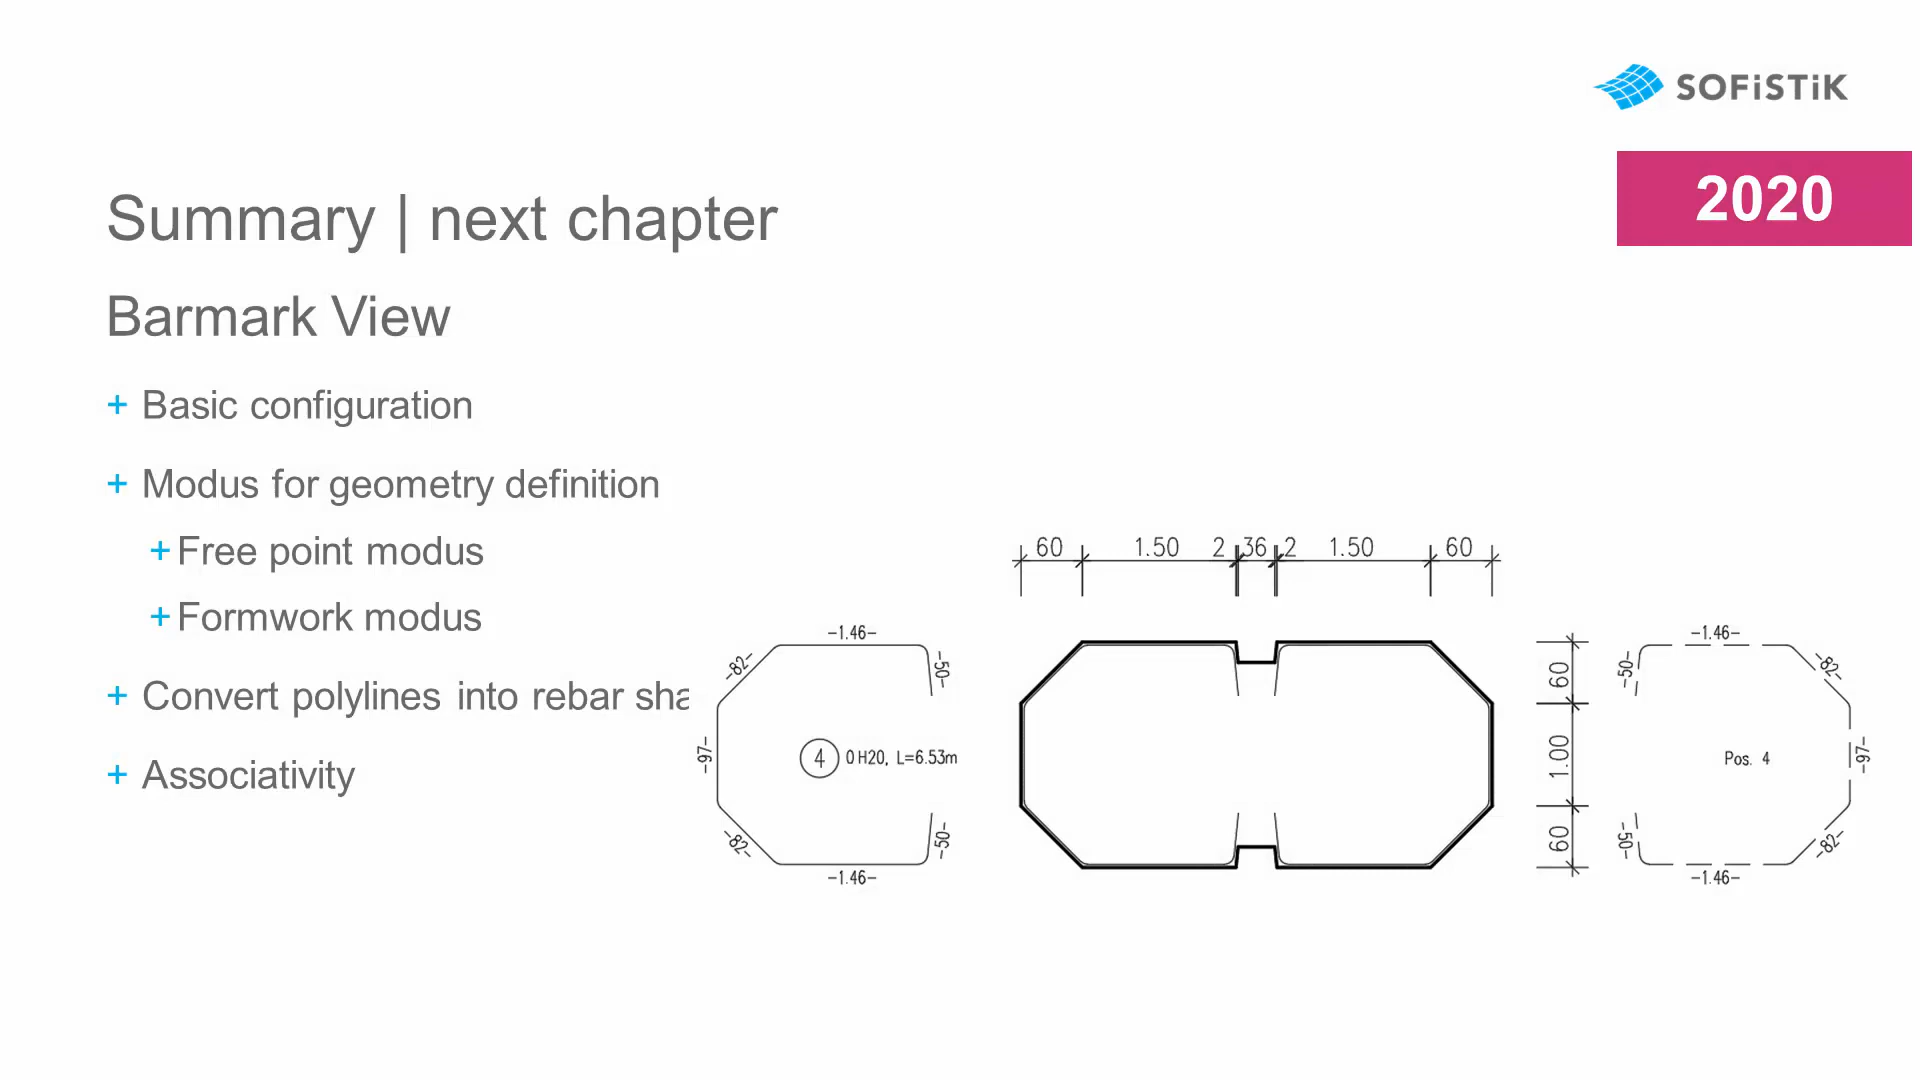 SOFiSTiK
2020
Summary | next chapter
Barmark View
+ Basic configuration
+ Modus for geometry definition
+ Free point modus
+ Formwork modus
+ Convert polylines into rebar sha
+ Associativity
60 1.50 2 36 2 1.50 60
-1.46-
-82-
-50-
-97-
4 0 H20, L=6.53m
-82-
-50-
-1.46-
60
1.00
60
-1.46-
-50-
-82-
Pos. 4
-97-
-50-
-82-
-1.46-